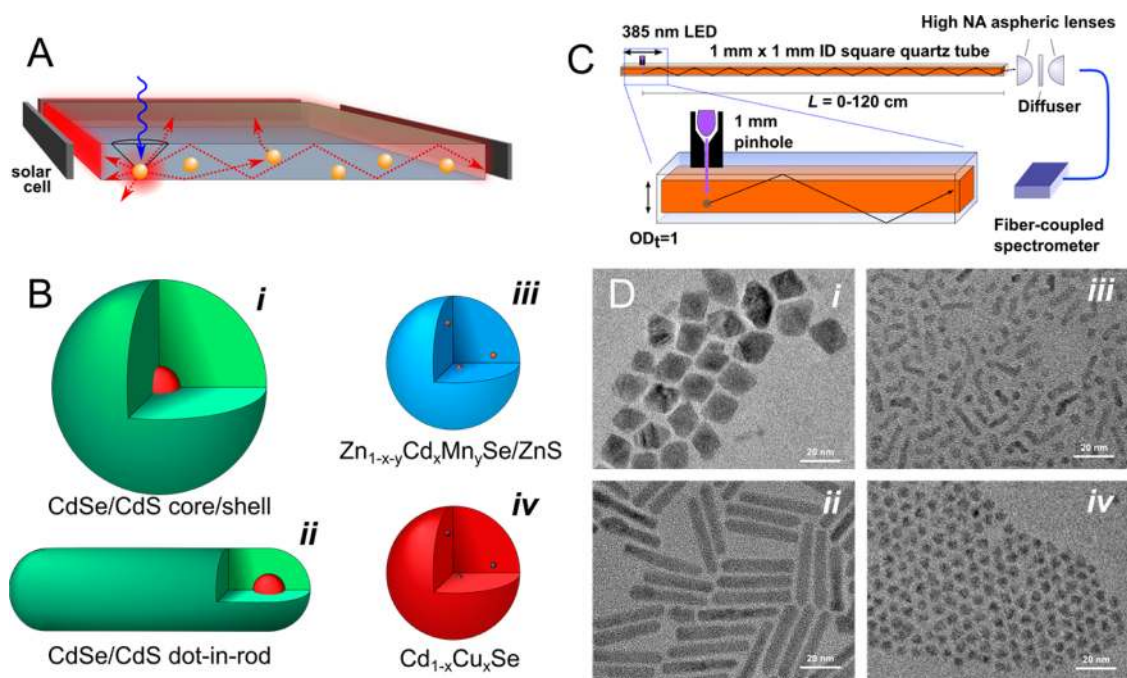 A
solar
cell
B
i
CdSe/CdS core/shell
ii
CdSe/CdS dot-in-rod
iii
Zn1-x-yCdxMnySe/ZnS
iv
Cd1-xCuxSe
C
385 nm LED
1 mm x 1 mm ID square quartz tube
High NA aspheric lenses
L = 0-120 cm
Diffuser
1 mm
pinhole
ODt=1
Fiber-coupled
spectrometer
D
i
20 nm
iii
20 nm
ii
20 nm
iv
20 nm